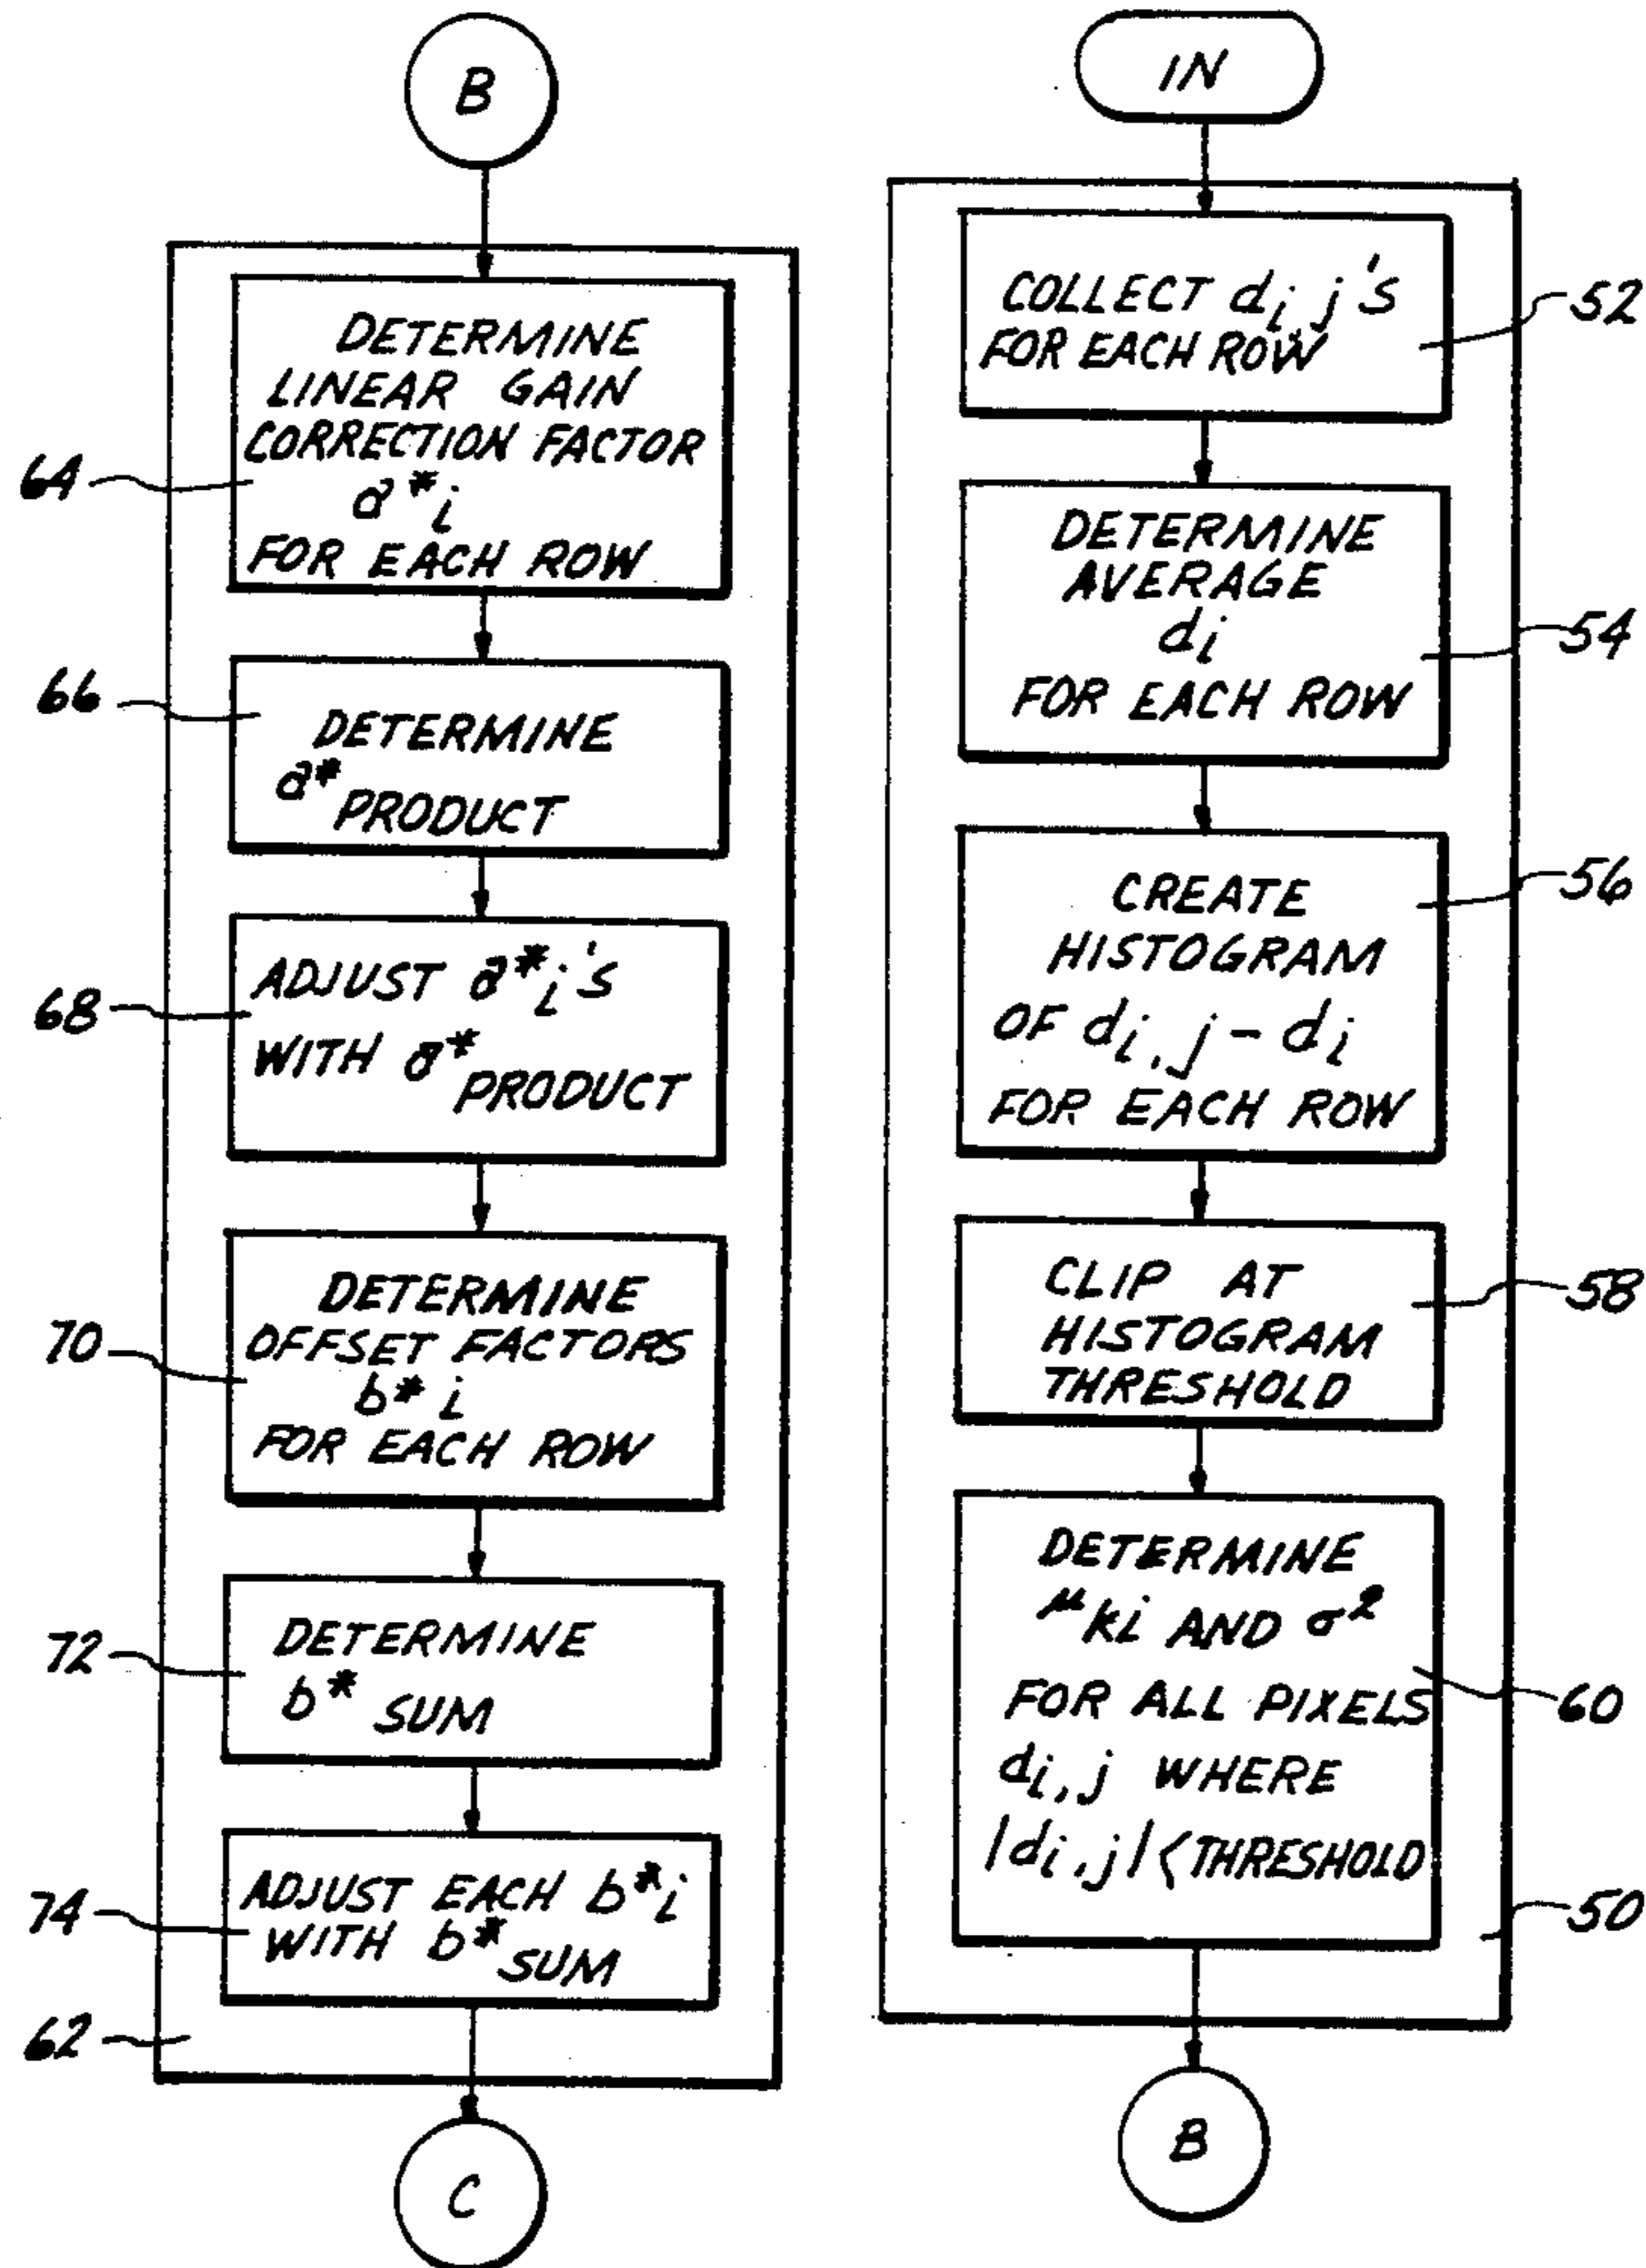 B
DETERMINE
LINEAR GAIN
CORRECTION FACTOR
a*i
FOR EACH ROW
64
DETERMINE
a* PRODUCT
66
ADJUST a*i's
WITH a* PRODUCT
68
DETERMINE
OFFSET FACTORS
b*i
FOR EACH ROW
70
DETERMINE
b* SUM
72
ADJUST EACH b*i
WITH b* SUM
74
62
C
IN
COLLECT di,j's
FOR EACH ROW
52
DETERMINE
AVERAGE
di
FOR EACH ROW
54
CREATE
HISTOGRAM
OF di,j - di
FOR EACH ROW
56
CLIP AT
HISTOGRAM
THRESHOLD
58
DETERMINE
μki AND σ2
FOR ALL PIXELS
di,j WHERE
|di,j| < THRESHOLD
60
50
B